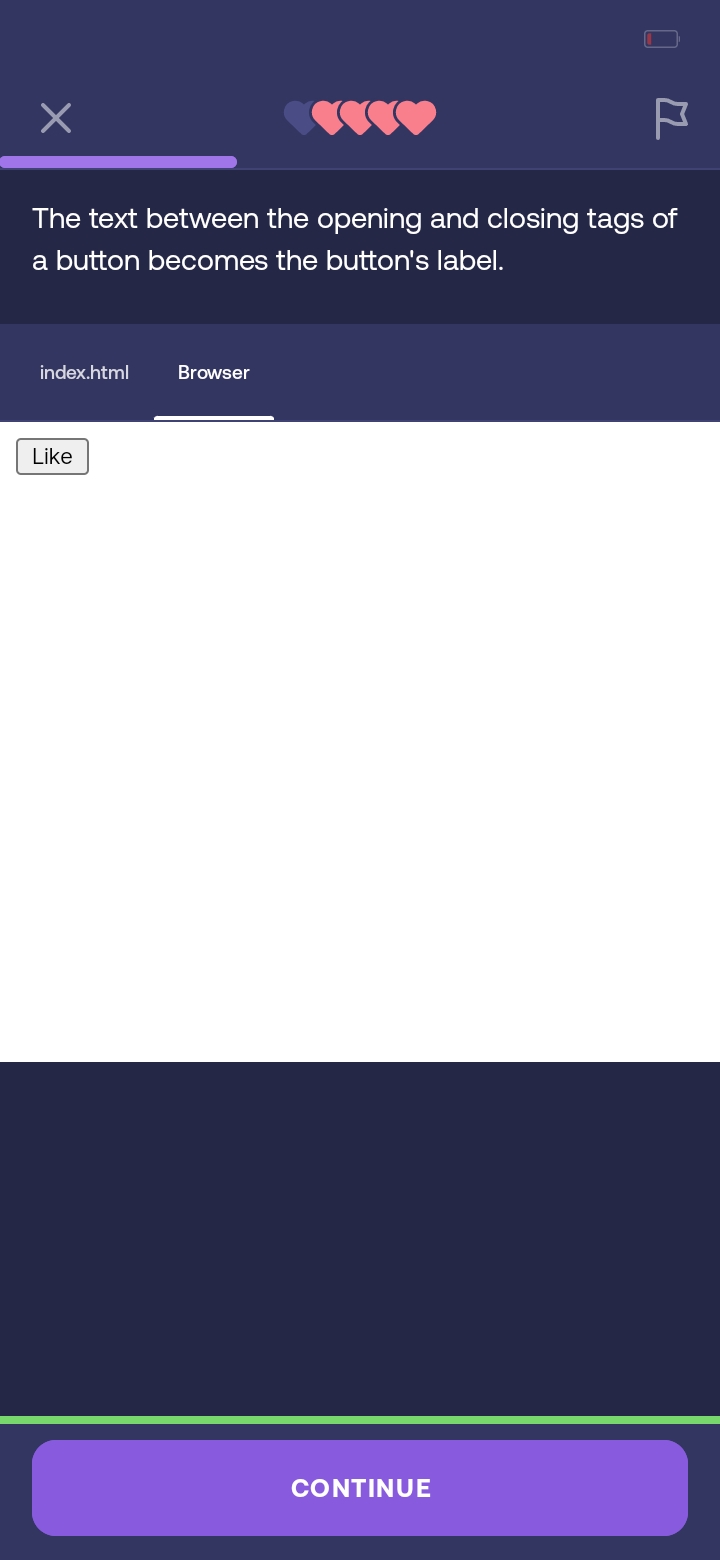 The text between the opening and closing tags of
a button becomes the button's label.
index.html Browser
Like
CONTINUE